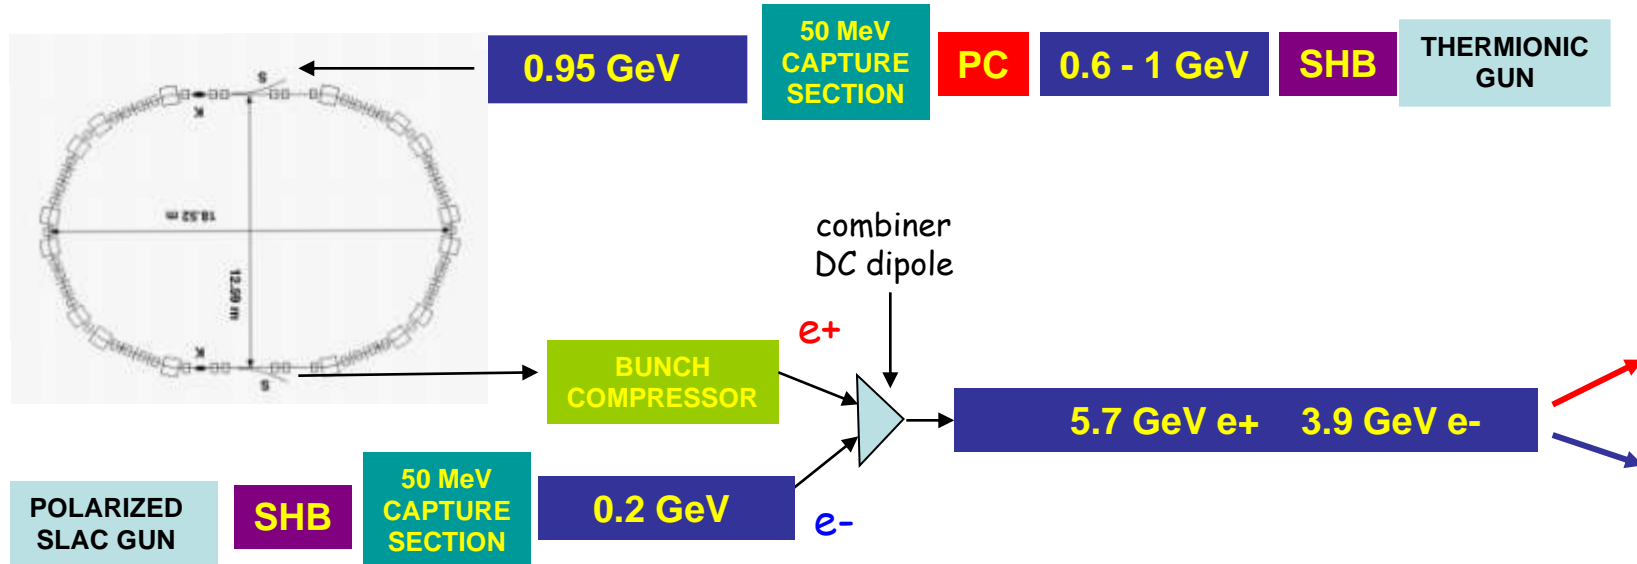 50 MeV
CAPTURE
SECTION
0.95 GeV
PC
0.6 - 1 GeV
SHB
THERMIONIC
GUN
S
K
18.52 m
12.59 m
K
S
combiner
DC dipole
e+
BUNCH
COMPRESSOR
5.7 GeV e+ 3.9 GeV e-
50 MeV
CAPTURE
SECTION
0.2 GeV
e-
POLARIZED
SLAC GUN
SHB